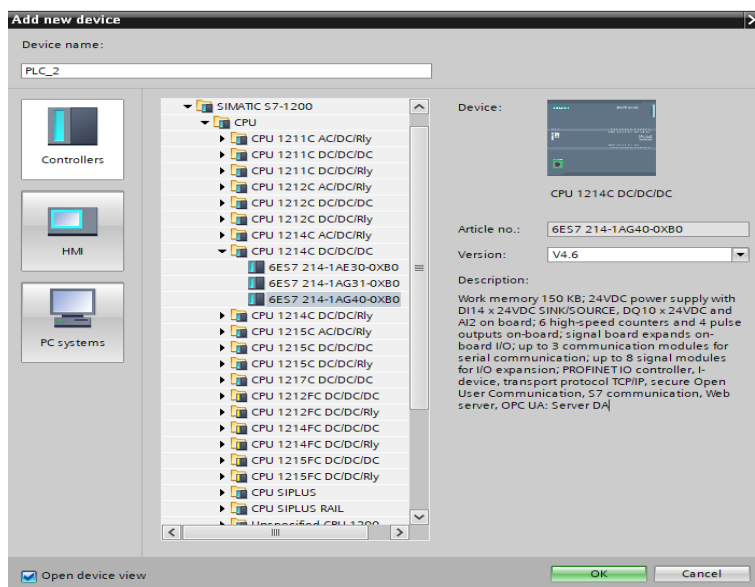 Add new device
Device name:
PLC_2
Controllers
HMI
PC systems
SIMATIC S7-1200
CPU
CPU 1211C AC/DC/Rly
CPU 1211C DC/DC/DC
CPU 1211C DC/DC/Rly
CPU 1212C AC/DC/Rly
CPU 1212C DC/DC/DC
CPU 1212C DC/DC/Rly
CPU 1214C AC/DC/Rly
CPU 1214C DC/DC/DC
6ES7 214-1AE30-0XB0
6ES7 214-1AG31-0XB0
6ES7 214-1AG40-0XB0
CPU 1214C DC/DC/Rly
CPU 1215C AC/DC/Rly
CPU 1215C DC/DC/DC
CPU 1215C DC/DC/Rly
CPU 1217C DC/DC/DC
CPU 1212FC DC/DC/DC
CPU 1212FC DC/DC/Rly
CPU 1214FC DC/DC/DC
CPU 1214FC DC/DC/Rly
CPU 1215FC DC/DC/DC
CPU 1215FC DC/DC/Rly
CPU SIPLUS
CPU SIPLUS RAIL
Unspecified CPU 1200
Device:
CPU 1214C DC/DC/DC
Article no.: 6ES7 214-1AG40-0XB0
Version: V4.6
Description:
Work memory 150 KB; 24VDC power supply with
DI14 x 24VDC SINK/SOURCE, DQ10 x 24VDC and
AI2 on board; 6 high-speed counters and 4 pulse
outputs on-board; signal board expands on-
board I/O; up to 3 communication modules for
serial communication; up to 8 signal modules
for I/O expansion; PROFINET IO controller, I-
device, transport protocol TCP/IP, secure Open
User Communication, S7 communication, Web
server, OPC UA: Server DA
Open device view
OK
Cancel